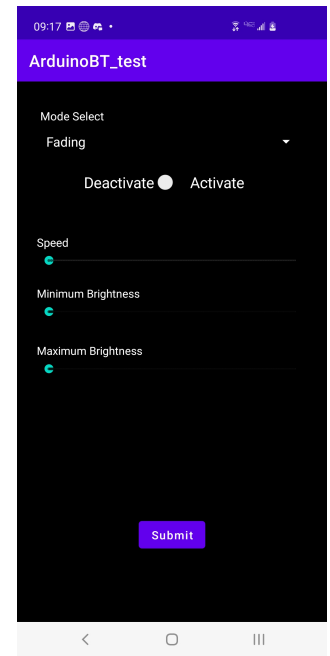 09:17
ArduinoBT_test
Mode Select
Fading
Deactivate Activate
Speed
Minimum Brightness
Maximum Brightness
Submit